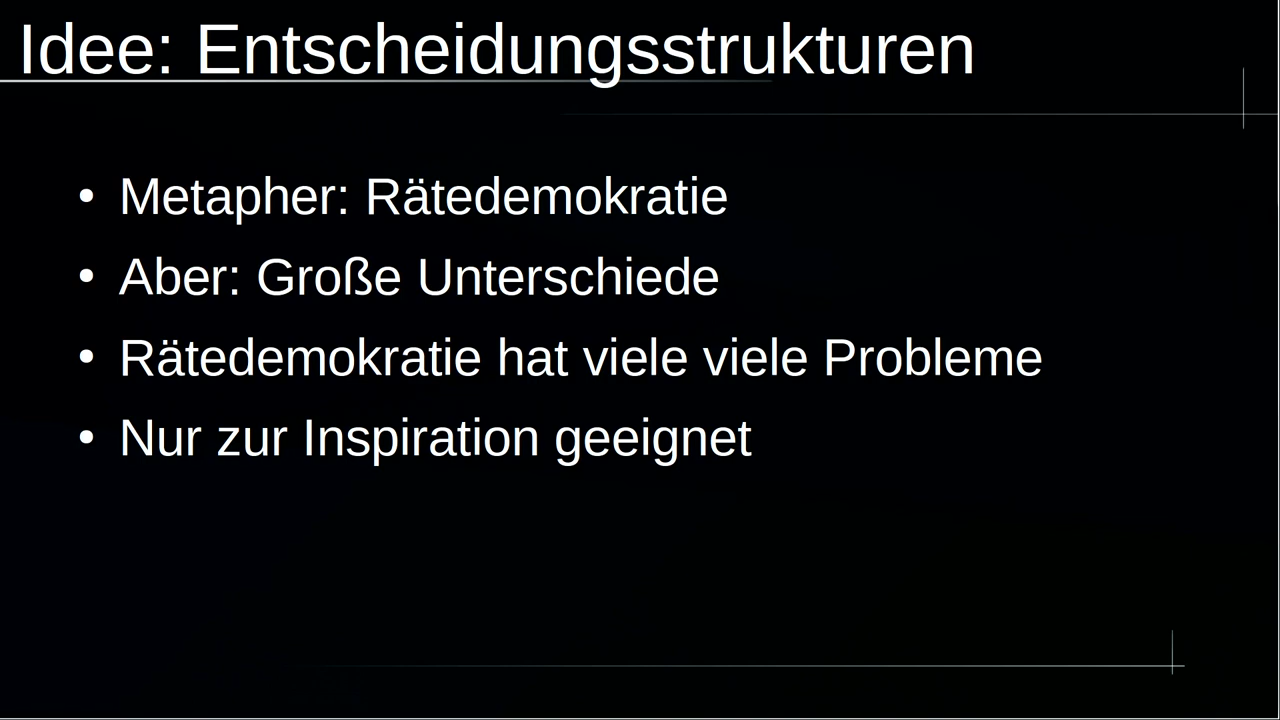 Idee: Entscheidungsstrukturen
• Metapher: Rätedemokratie
• Aber: Große Unterschiede
• Rätedemokratie hat viele viele Probleme
• Nur zur Inspiration geeignet